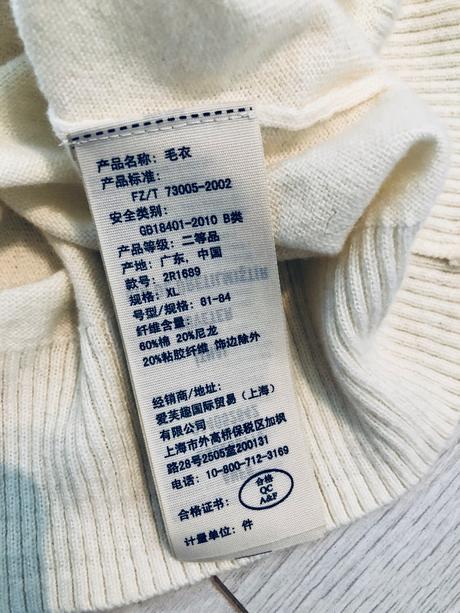 产品名称: 毛衣
产品标准:
FZ/T 73005-2002
安全类别:
GB18401-2010 B类
产品等级: 二等品
产地: 广东, 中国
款号: 2R1689
规格: XL
号型/规格: 81-84
纤维含量
60%棉 20%尼龙
20%粘胶纤维 饰边除外
经销商/地址:
爱芙趣国际贸易（上海）
有限公司
上海市外高桥保税区加枫
路28号2505室200131
电话: 10-800-712-3169
合格证书:
合格
QC
A&F
计量单位: 件